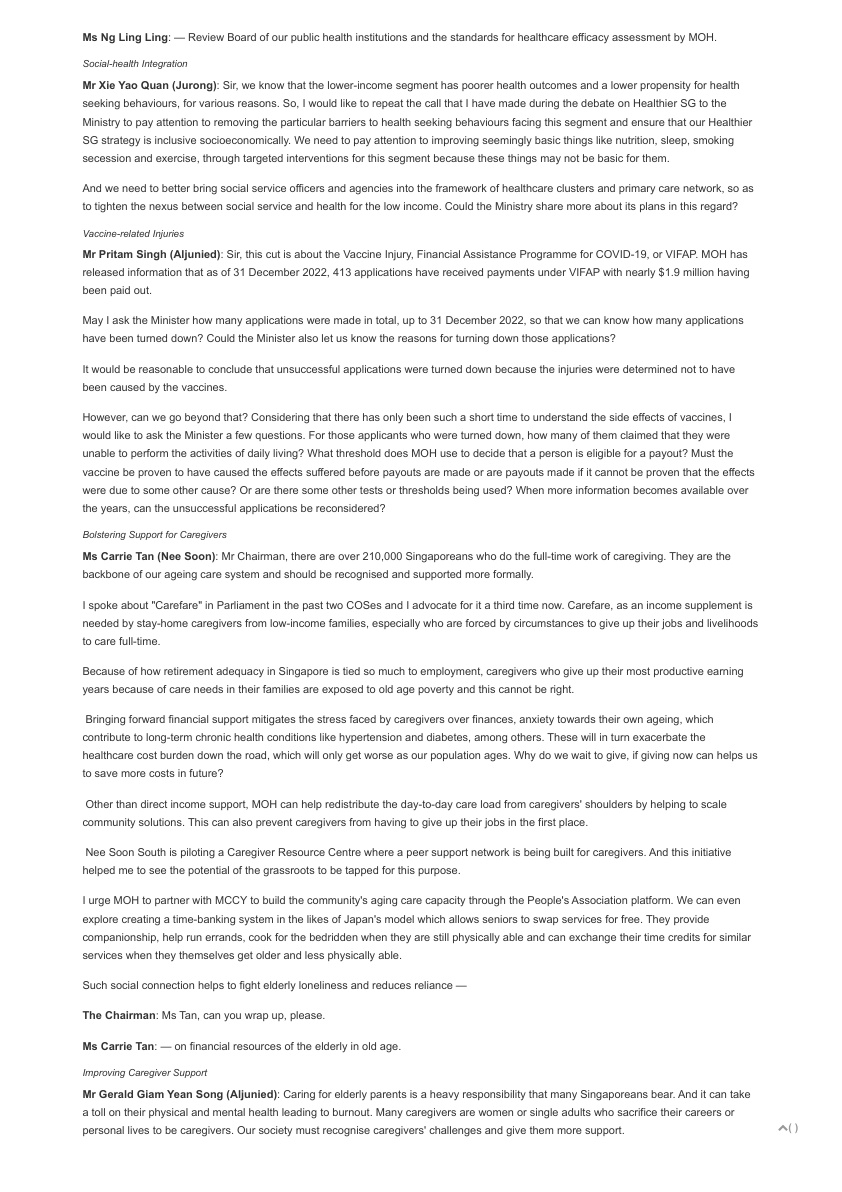 Ms Ng Ling Ling: — Review Board of our public health institutions and the standards for healthcare efficacy assessment by MOH.
Social-health Integration
Mr Xie Yao Quan (Jurong): Sir, we know that the lower-income segment has poorer health outcomes and a lower propensity for health
seeking behaviours, for various reasons. So, I would like to repeat the call that I have made during the debate on Healthier SG to the
Ministry to pay attention to removing the particular barriers to health seeking behaviours facing this segment and ensure that our Healthier
SG strategy is inclusive socioeconomically. We need to pay attention to improving seemingly basic things like nutrition, sleep, smoking
secession and exercise, through targeted interventions for this segment because these things may not be basic for them.
And we need to better bring social service officers and agencies into the framework of healthcare clusters and primary care network, so as
to tighten the nexus between social service and health for the low income. Could the Ministry share more about its plans in this regard?
Vaccine-related Injuries
Mr Pritam Singh (Aljunied): Sir, this cut is about the Vaccine Injury, Financial Assistance Programme for COVID-19, or VIFAP. MOH has
released information that as of 31 December 2022, 413 applications have received payments under VIFAP with nearly $1.9 million having
been paid out.
May I ask the Minister how many applications were made in total, up to 31 December 2022, so that we can know how many applications
have been turned down? Could the Minister also let us know the reasons for turning down those applications?
It would be reasonable to conclude that unsuccessful applications were turned down because the injuries were determined not to have
been caused by the vaccines.
However, can we go beyond that? Considering that there has only been such a short time to understand the side effects of vaccines, I
would like to ask the Minister a few questions. For those applicants who were turned down, how many of them claimed that they were
unable to perform the activities of daily living? What threshold does MOH use to decide that a person is eligible for a payout? Must the
vaccine be proven to have caused the effects suffered before payouts are made or are payouts made if it cannot be proven that the effects
were due to some other cause? Or are there some other tests or thresholds being used? When more information becomes available over
the years, can the unsuccessful applications be reconsidered?
Bolstering Support for Caregivers
Ms Carrie Tan (Nee Soon): Mr Chairman, there are over 210,000 Singaporeans who do the full-time work of caregiving. They are the
backbone of our ageing care system and should be recognised and supported more formally.
I spoke about "Carefare" in Parliament in the past two COSes and I advocate for it a third time now. Carefare, as an income supplement is
needed by stay-home caregivers from low-income families, especially who are forced by circumstances to give up their jobs and livelihoods
to care full-time.
Because of how retirement adequacy in Singapore is tied so much to employment, caregivers who give up their most productive earning
years because of care needs in their families are exposed to old age poverty and this cannot be right.
Bringing forward financial support mitigates the stress faced by caregivers over finances, anxiety towards their own ageing, which
contribute to long-term chronic health conditions like hypertension and diabetes, among others. These will in turn exacerbate the
healthcare cost burden down the road, which will only get worse as our population ages. Why do we wait to give, if giving now can helps us
to save more costs in future?
Other than direct income support, MOH can help redistribute the day-to-day care load from caregivers' shoulders by helping to scale
community solutions. This can also prevent caregivers from having to give up their jobs in the first place.
Nee Soon South is piloting a Caregiver Resource Centre where a peer support network is being built for caregivers. And this initiative
helped me to see the potential of the grassroots to be tapped for this purpose.
I urge MOH to partner with MCCY to build the community's aging care capacity through the People's Association platform. We can even
explore creating a time-banking system in the likes of Japan's model which allows seniors to swap services for free. They provide
companionship, help run errands, cook for the bedridden when they are still physically able and can exchange their time credits for similar
services when they themselves get older and less physically able.
Such social connection helps to fight elderly loneliness and reduces reliance —
The Chairman: Ms Tan, can you wrap up, please.
Ms Carrie Tan: — on financial resources of the elderly in old age.
Improving Caregiver Support
Mr Gerald Giam Yean Song (Aljunied): Caring for elderly parents is a heavy responsibility that many Singaporeans bear. And it can take
a toll on their physical and mental health leading to burnout. Many caregivers are women or single adults who sacrifice their careers or
personal lives to be caregivers. Our society must recognise caregivers' challenges and give them more support.
( )